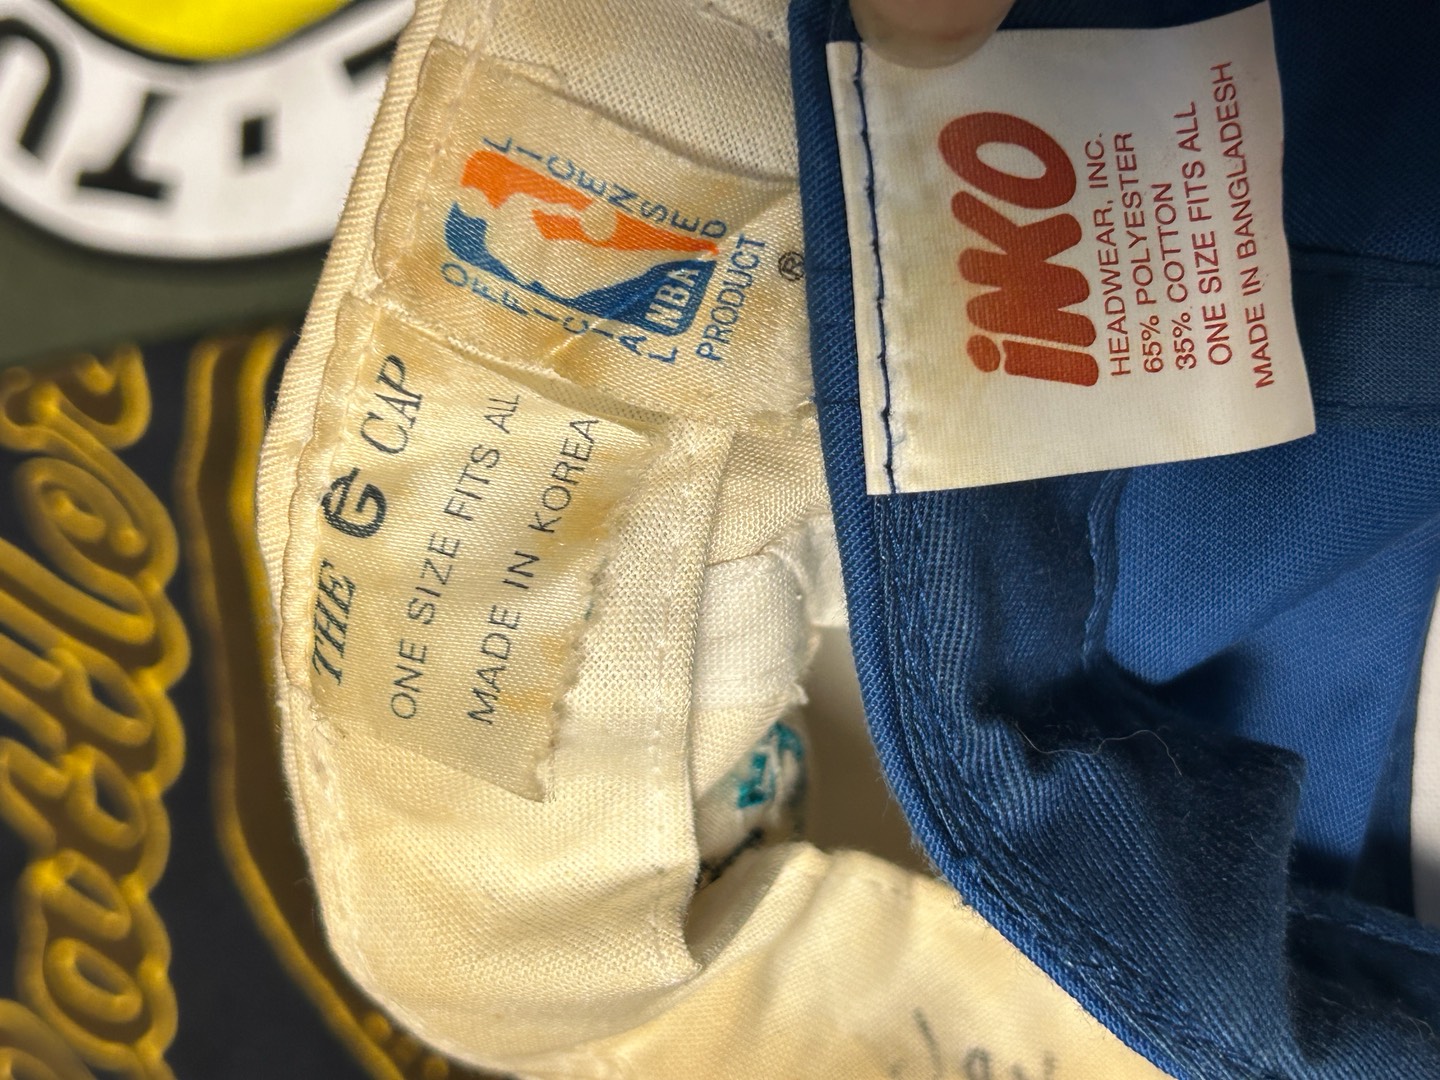 OFFICIAL LICENSED
NBA
PRODUCT
®
THE G CAP
ONE SIZE FITS ALL
MADE IN KOREA
iNKO
HEADWEAR, INC.
65% POLYESTER
35% COTTON
ONE SIZE FITS ALL
MADE IN BANGLADESH